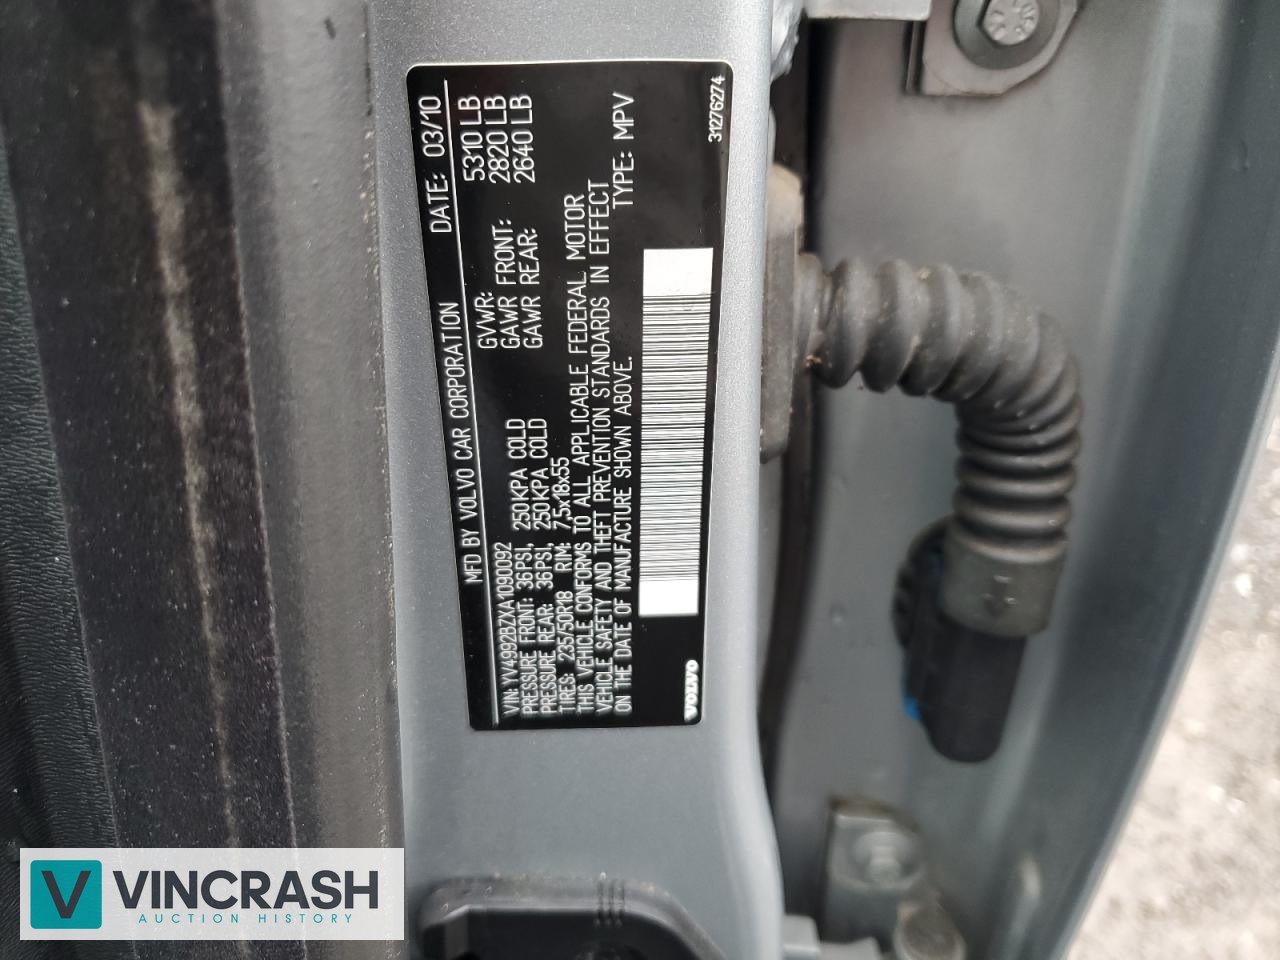 MFD BY VOLVO CAR CORPORATION DATE: 03/10
GVWR: 5310 LB
GAWR FRONT: 2820 LB
GAWR REAR: 2640 LB
VIN: YV4992BZXA1090092
PRESSURE FRONT: 36PSI, 250KPA COLD
PRESSURE REAR: 36PSI, 250KPA COLD
TIRES: 235/50R18 RIM: 7,5x18x55
THIS VEHICLE CONFORMS TO ALL APPLICABLE FEDERAL MOTOR
VEHICLE SAFETY AND THEFT PREVENTION STANDARDS IN EFFECT
ON THE DATE OF MANUFACTURE SHOWN ABOVE. TYPE: MPV
VOLVO
31276274
V VINCRASH
AUCTION HISTORY